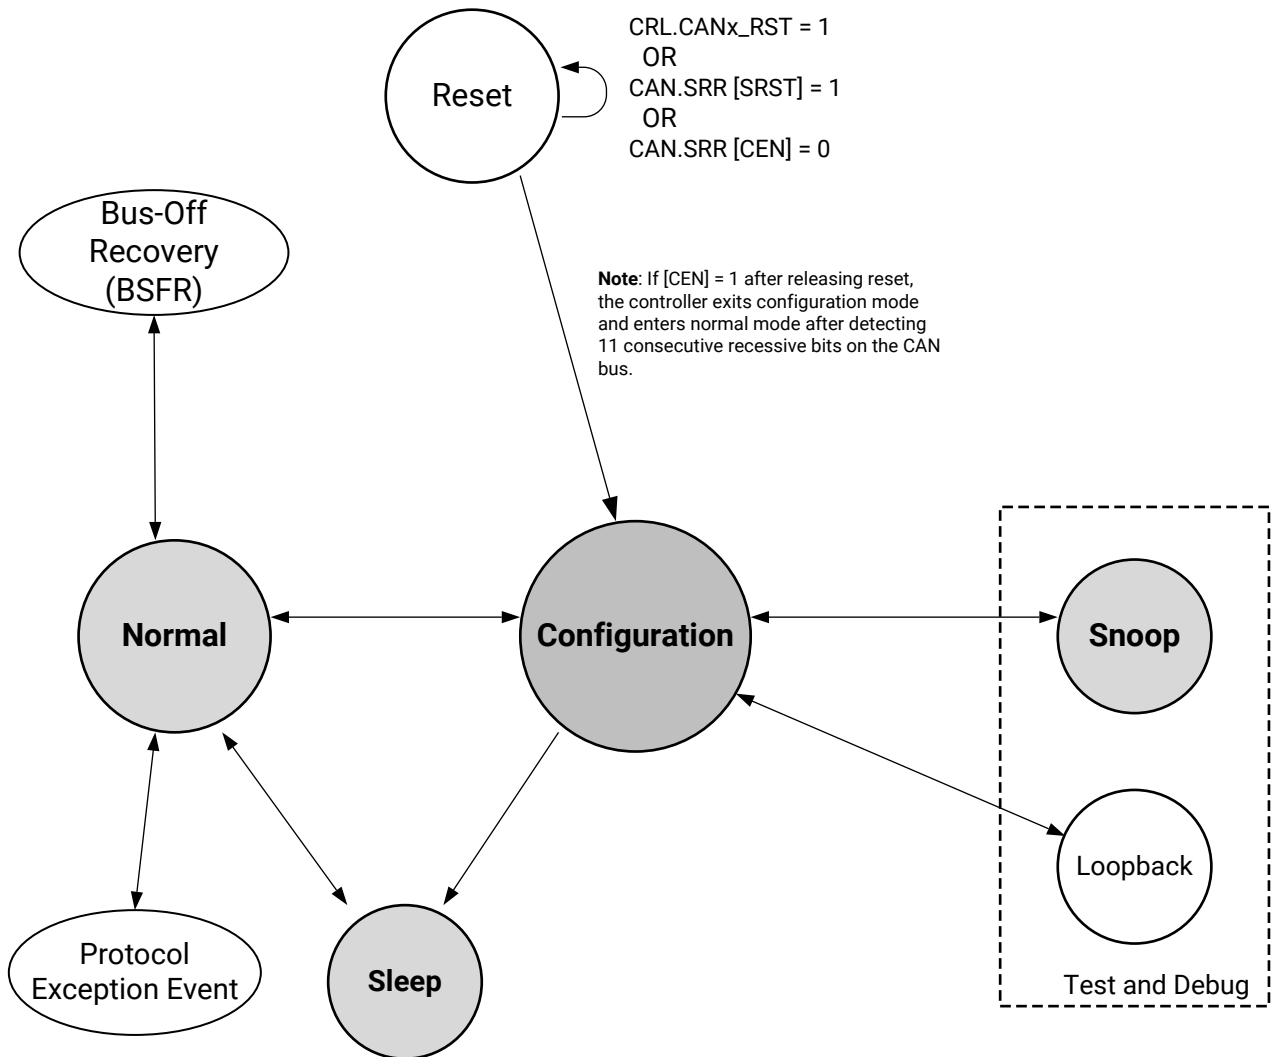 CRL.CANx_RST = 1
OR
CAN.SRR [SRST] = 1
OR
CAN.SRR [CEN] = 0
Reset
Bus-Off
Recovery
(BSFR)
Note: If [CEN] = 1 after releasing reset,
the controller exits configuration mode
and enters normal mode after detecting
11 consecutive recessive bits on the CAN
bus.
Normal
Configuration
Snoop
Loopback
Protocol
Exception Event
Sleep
Test and Debug